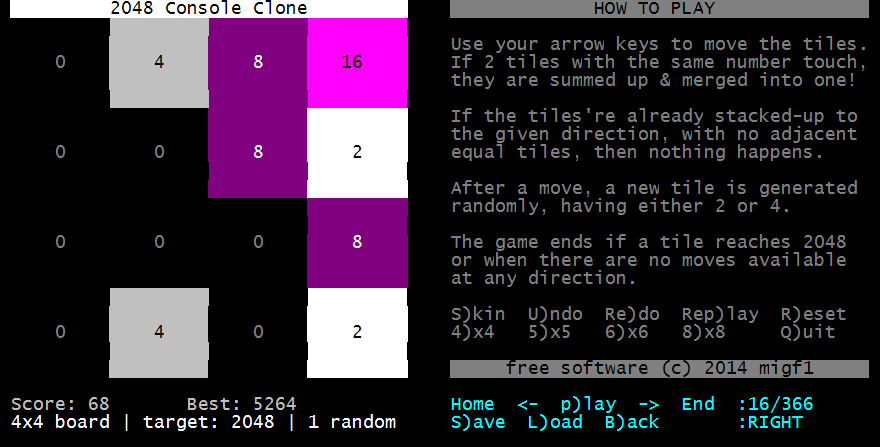 2048 Console Clone
0 4 8 16
0 0 8 2
0 0 0 8
0 4 0 2
Score: 68 Best: 5264
4x4 board | target: 2048 | 1 random
HOW TO PLAY
Use your arrow keys to move the tiles.
If 2 tiles with the same number touch,
they are summed up & merged into one!
If the tiles're already stacked-up to
the given direction, with no adjacent
equal tiles, then nothing happens.
After a move, a new tile is generated
randomly, having either 2 or 4.
The game ends if a tile reaches 2048
or when there are no moves available
at any direction.
S)kin U)ndo Re)do Rep)lay R)eset
4)x4 5)x5 6)x6 8)x8 Q)uit
free software (c) 2014 migf1
Home <- p)lay -> End :16/366
S)ave L)oad B)ack :RIGHT